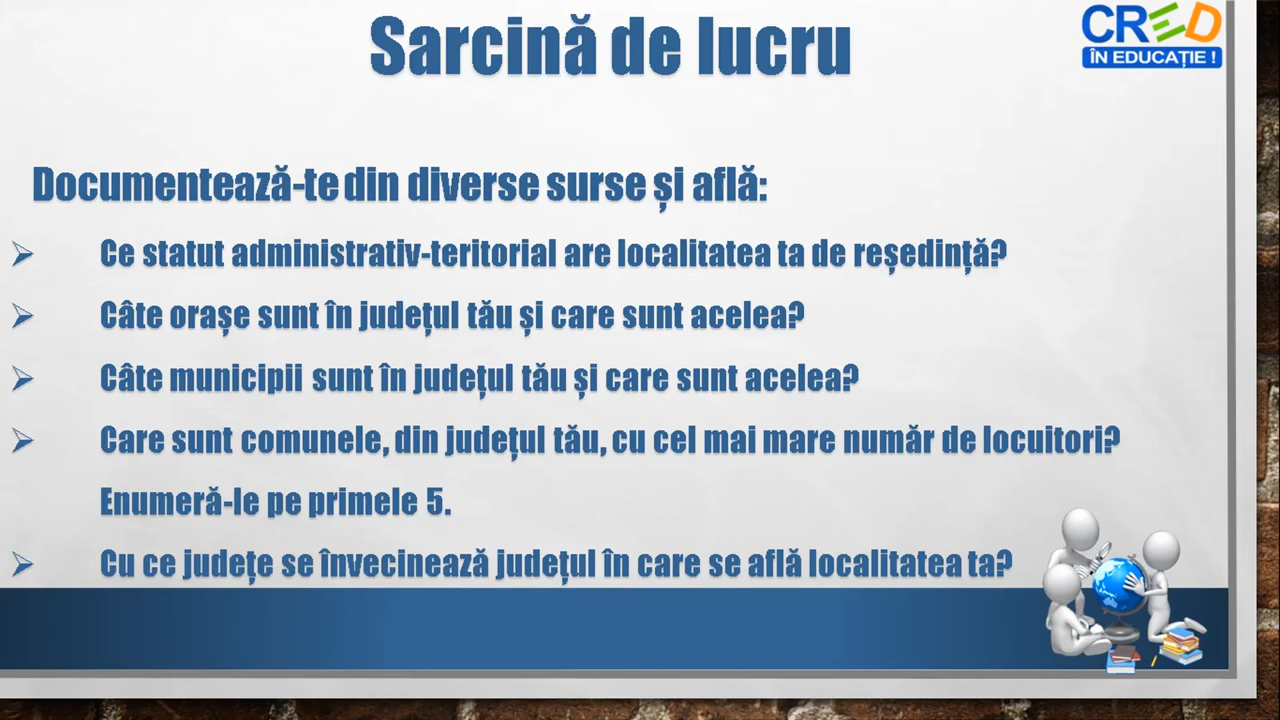 Sarcină de lucru
CRED
ÎN EDUCAȚIE !
Documentează-te din diverse surse și află:
Ce statut administrativ-teritorial are localitatea ta de reședință?
Câte orașe sunt în județul tău și care sunt acelea?
Câte municipii sunt în județul tău și care sunt acelea?
Care sunt comunele, din județul tău, cu cel mai mare număr de locuitori?
Enumeră-le pe primele 5.
Cu ce județe se învecinează județul în care se află localitatea ta?